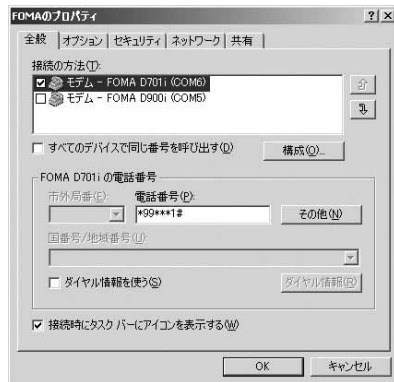 FOMAのプロパティ ? ×
全般 オプション セキュリティ ネットワーク 共有
接続の方法(T):
モデム - FOMA D701i (COM6)
モデム - FOMA D900i (COM5)
すべてのデバイスで同じ番号を呼び出す(D) 構成(O)...
FOMA D701i の電話番号
市外局番(E): 電話番号(P):
*99***1# その他(N)
国番号/地域番号(U):
ダイヤル情報を使う(S) ダイヤル情報(R)
接続時にタスク バーにアイコンを表示する(W)
OK キャンセル